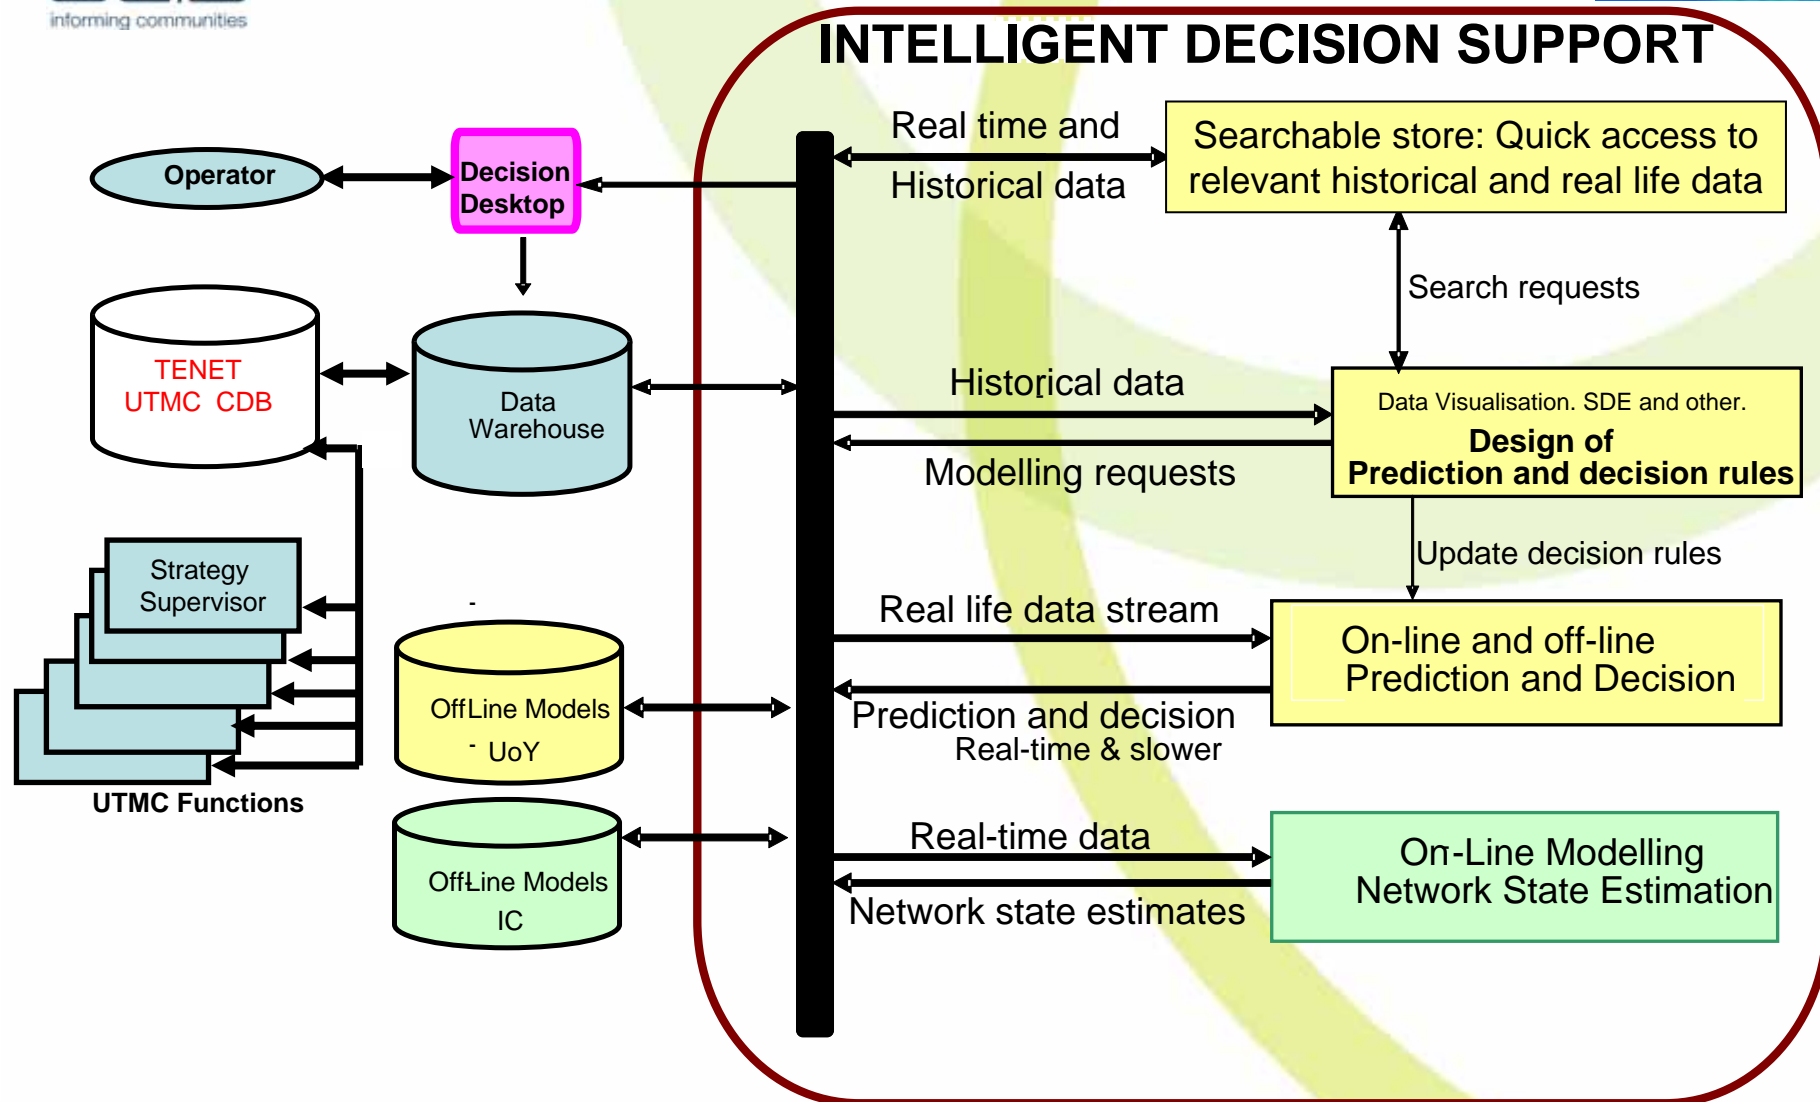 informing communities
INTELLIGENT DECISION SUPPORT
Operator
Decision
Desktop
Real time and
Historical data
Searchable store: Quick access to
relevant historical and real life data
Search requests
TENET
UTMC CDB
Data
Warehouse
Historical data
Modelling requests
Data Visualisation. SDE and other.
Design of
Prediction and decision rules
Update decision rules
Strategy
Supervisor
UTMC Functions
Off-Line Models
- UoY
Real life data stream
Prediction and decision
Real-time & slower
On-line and off-line
Prediction and Decision
Off-Line Models
IC
Real-time data
Network state estimates
On-Line Modelling
Network State Estimation